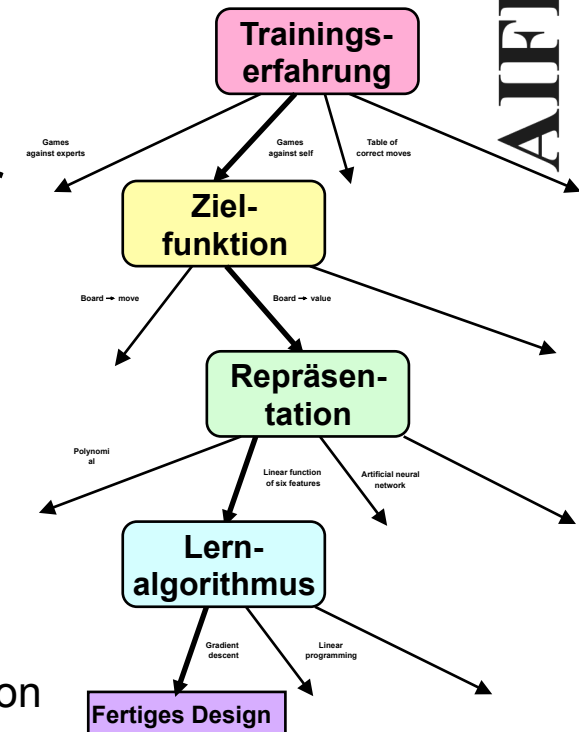 Trainings-
erfahrung
AIFI
Games
against experts
Games
against self
Table of
correct moves
Ziel-
funktion
Board → move
Board → value
Repräsen-
tation
Polynomi
al
Linear function
of six features
Artificial neural
network
Lern-
algorithmus
Gradient
descent
Linear
programming
on
Fertiges Design